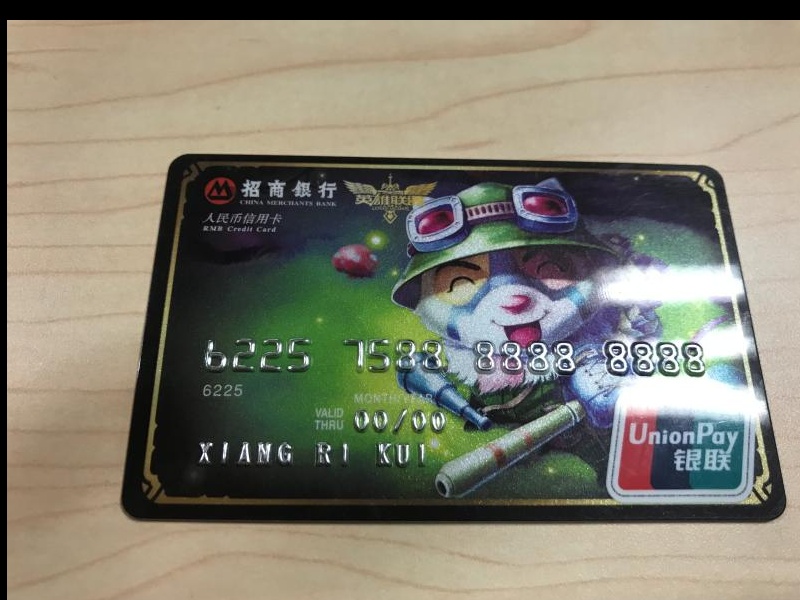 招商银行
CHINA MERCHANTS BANK
英雄联盟
人民币信用卡
RMB Credit Card
6225 7588 8888 8888
6225
MONTH/YEAR
VALID THRU 00/00
XIANG RI KUI
UnionPay
银联